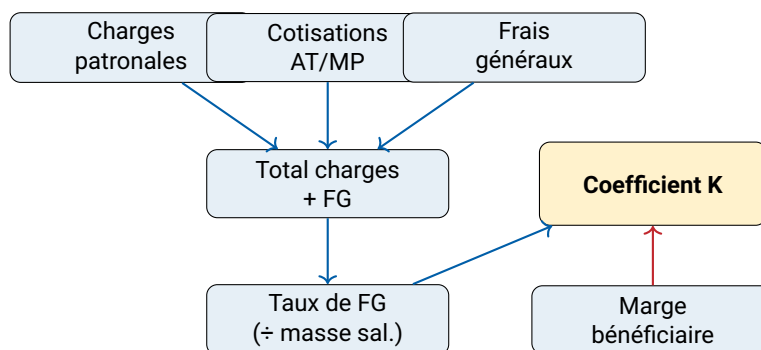 Charges
patronales
Cotisations
AT/MP
Frais
généraux
Total charges
+ FG
Coefficient K
Taux de FG
(÷ masse sal.)
Marge
bénéficiaire